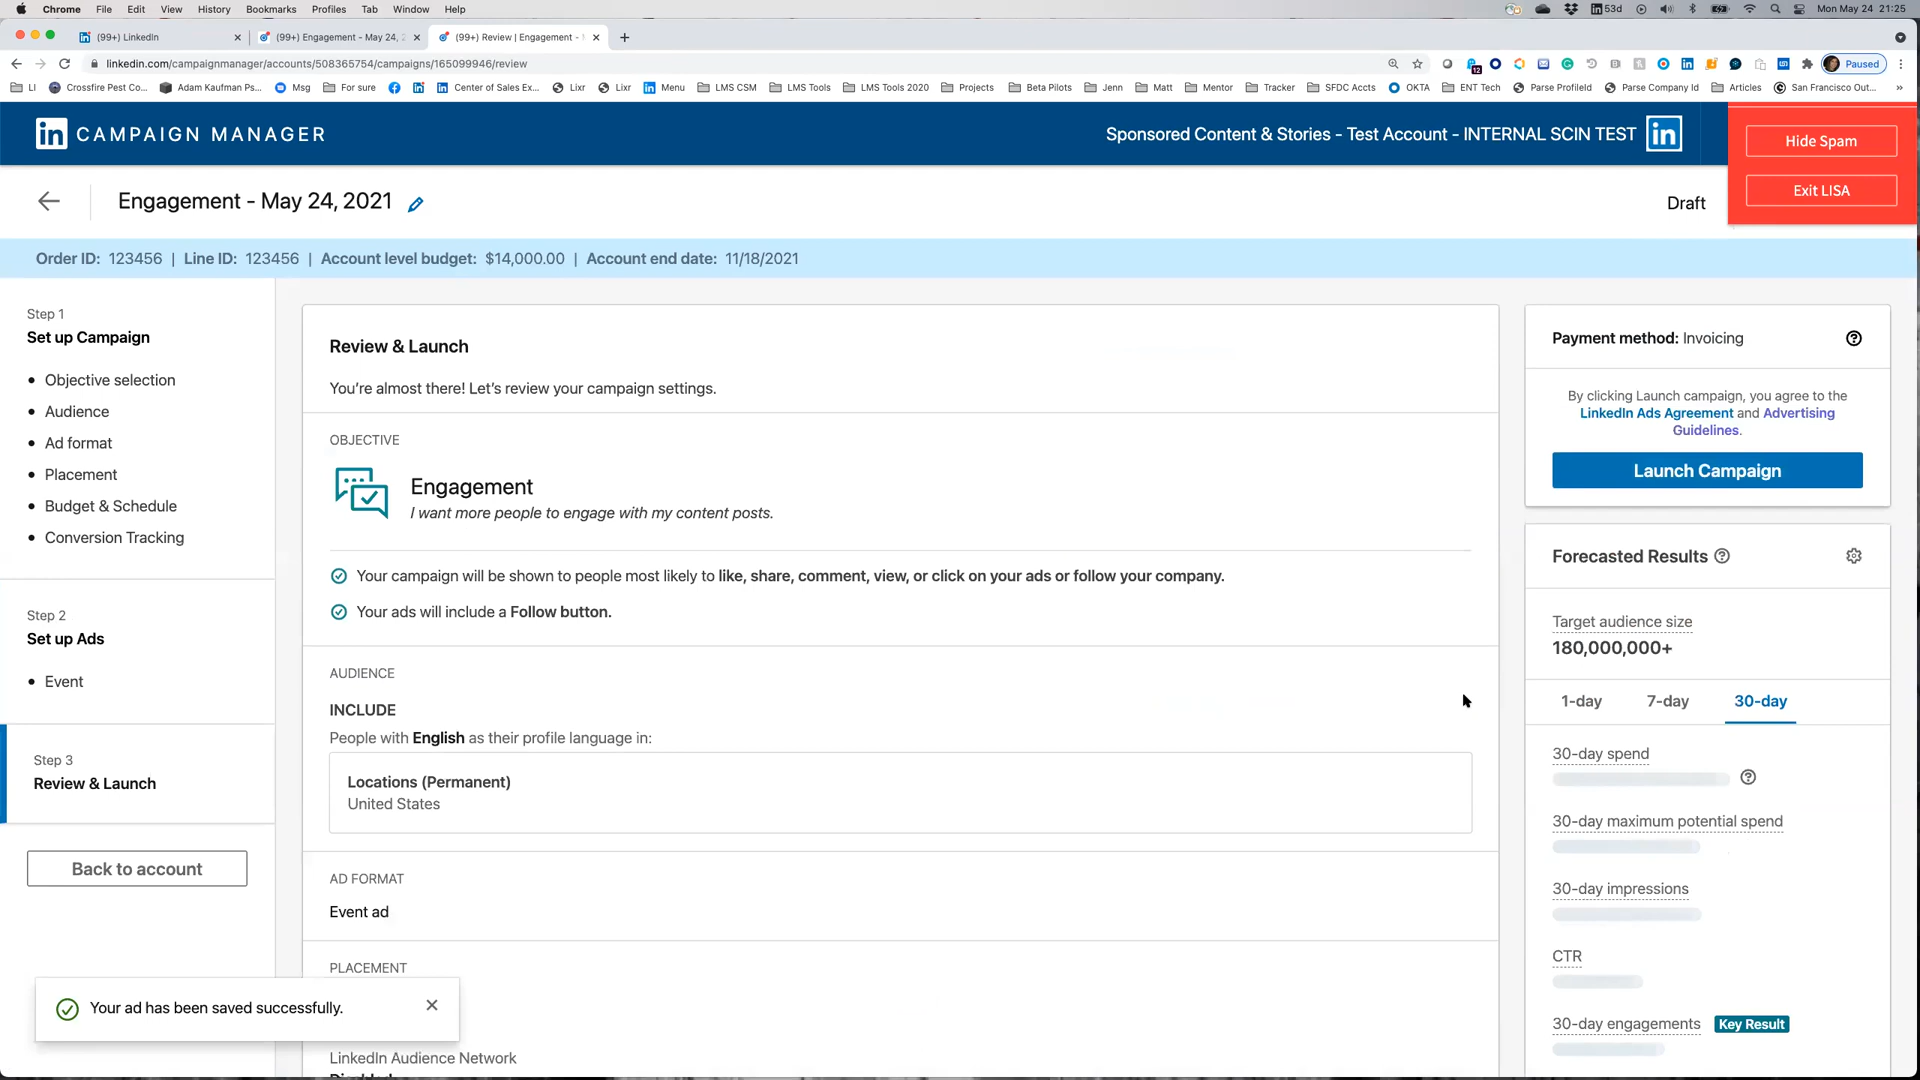 Chrome File Edit View History Bookmarks Profiles Tab Window Help
53d Mon May 24 21:25
(99+) LinkedIn
(99+) Engagement - May 24, 2
(99+) Review | Engagement -
linkedin.com/campaignmanager/accounts/508365754/campaigns/165099946/review
12
Paused
LI Crossfire Pest Co... Adam Kaufman Ps... Msg For sure Center of Sales Ex... Lixr Lixr Menu LMS CSM LMS Tools LMS Tools 2020 Projects Beta Pilots Jenn Matt Mentor Tracker SFDC Accts OKTA ENT Tech Parse ProfileId Parse Company Id Articles San Francisco Out... »
in CAMPAIGN MANAGER
Sponsored Content & Stories - Test Account - INTERNAL SCIN TEST in
Hide Spam
Exit LISA
Engagement - May 24, 2021
Draft
Order ID: 123456 | Line ID: 123456 | Account level budget: $14,000.00 | Account end date: 11/18/2021
Step 1
Set up Campaign
• Objective selection
• Audience
• Ad format
• Placement
• Budget & Schedule
• Conversion Tracking
Step 2
Set up Ads
• Event
Step 3
Review & Launch
Back to account
Review & Launch
You're almost there! Let's review your campaign settings.
OBJECTIVE
Engagement
I want more people to engage with my content posts.
Your campaign will be shown to people most likely to like, share, comment, view, or click on your ads or follow your company.
Your ads will include a Follow button.
AUDIENCE
INCLUDE
People with English as their profile language in:
Locations (Permanent)
United States
AD FORMAT
Event ad
PLACEMENT
LinkedIn Audience Network
Disabled
Your ad has been saved successfully.
Payment method: Invoicing
By clicking Launch campaign, you agree to the
LinkedIn Ads Agreement and Advertising
Guidelines.
Launch Campaign
Forecasted Results
Target audience size
180,000,000+
1-day 7-day 30-day
30-day spend
30-day maximum potential spend
30-day impressions
CTR
30-day engagements Key Result